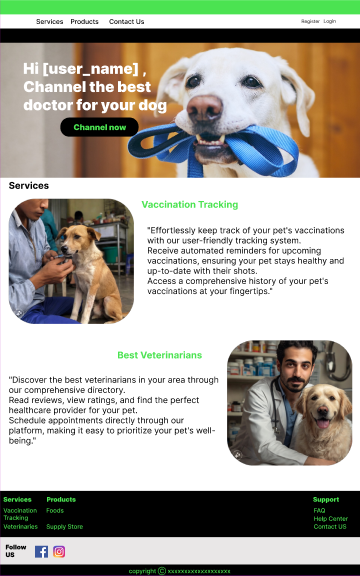 Services Products Contact Us Register Login
Hi [user_name] ,
Channel the best
doctor for your dog
Channel now
Services
Vaccination Tracking
"Effortlessly keep track of your pet's vaccinations
with our user-friendly tracking system.
Receive automated reminders for upcoming
vaccinations, ensuring your pet stays healthy and
up-to-date with their shots.
Access a comprehensive history of your pet's
vaccinations at your fingertips."
Best Veterinarians
"Discover the best veterinarians in your area through
our comprehensive directory.
Read reviews, view ratings, and find the perfect
healthcare provider for your pet.
Schedule appointments directly through our
platform, making it easy to prioritize your pet's well-
being."
Services Products Support
Vaccination Foods FAQ
Tracking Help Center
Veterinaries Supply Store Contact US
Follow
US
copyright © xxxxxxxxxxxxxxxxxxx